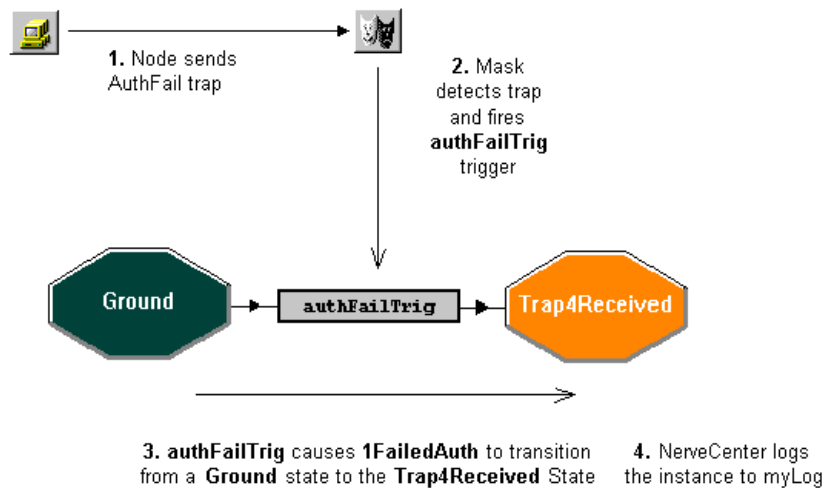 1. Node sends
AuthFail trap
2. Mask
detects trap
and fires
authFailTrig
trigger
Ground
authFailTrig
Trap4Received
3. authFailTrig causes 1FailedAuth to transition
from a Ground state to the Trap4Received State
4. NerveCenter logs
the instance to myLog